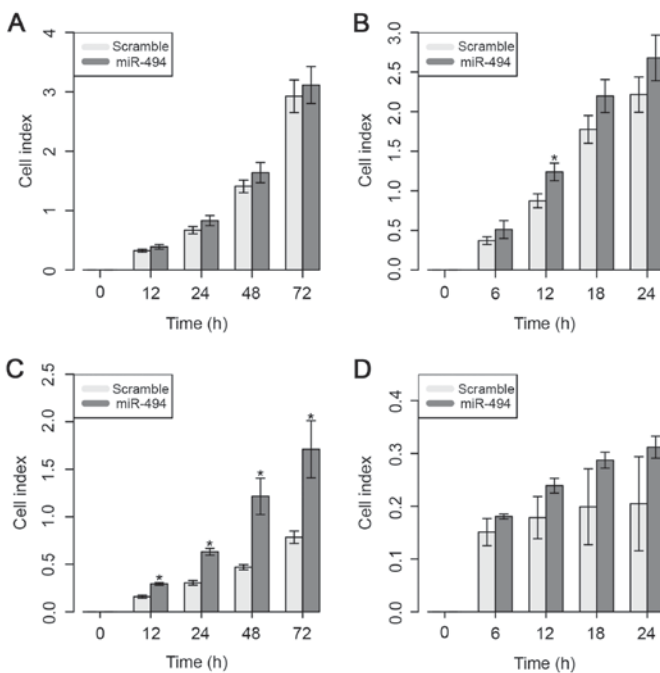 A
Scramble
miR-494
Cell index
4
3
2
1
0
0 12 24 48 72
Time (h)
B
Scramble
miR-494
Cell index
3.0
2.5
2.0
1.5
1.0
0.5
0.0
*
0 6 12 18 24
Time (h)
C
Scramble
miR-494
Cell index
2.5
2.0
1.5
1.0
0.5
0.0
* * * *
0 12 24 48 72
Time (h)
D
Scramble
miR-494
Cell index
0.4
0.3
0.2
0.1
0.0
0 6 12 18 24
Time (h)